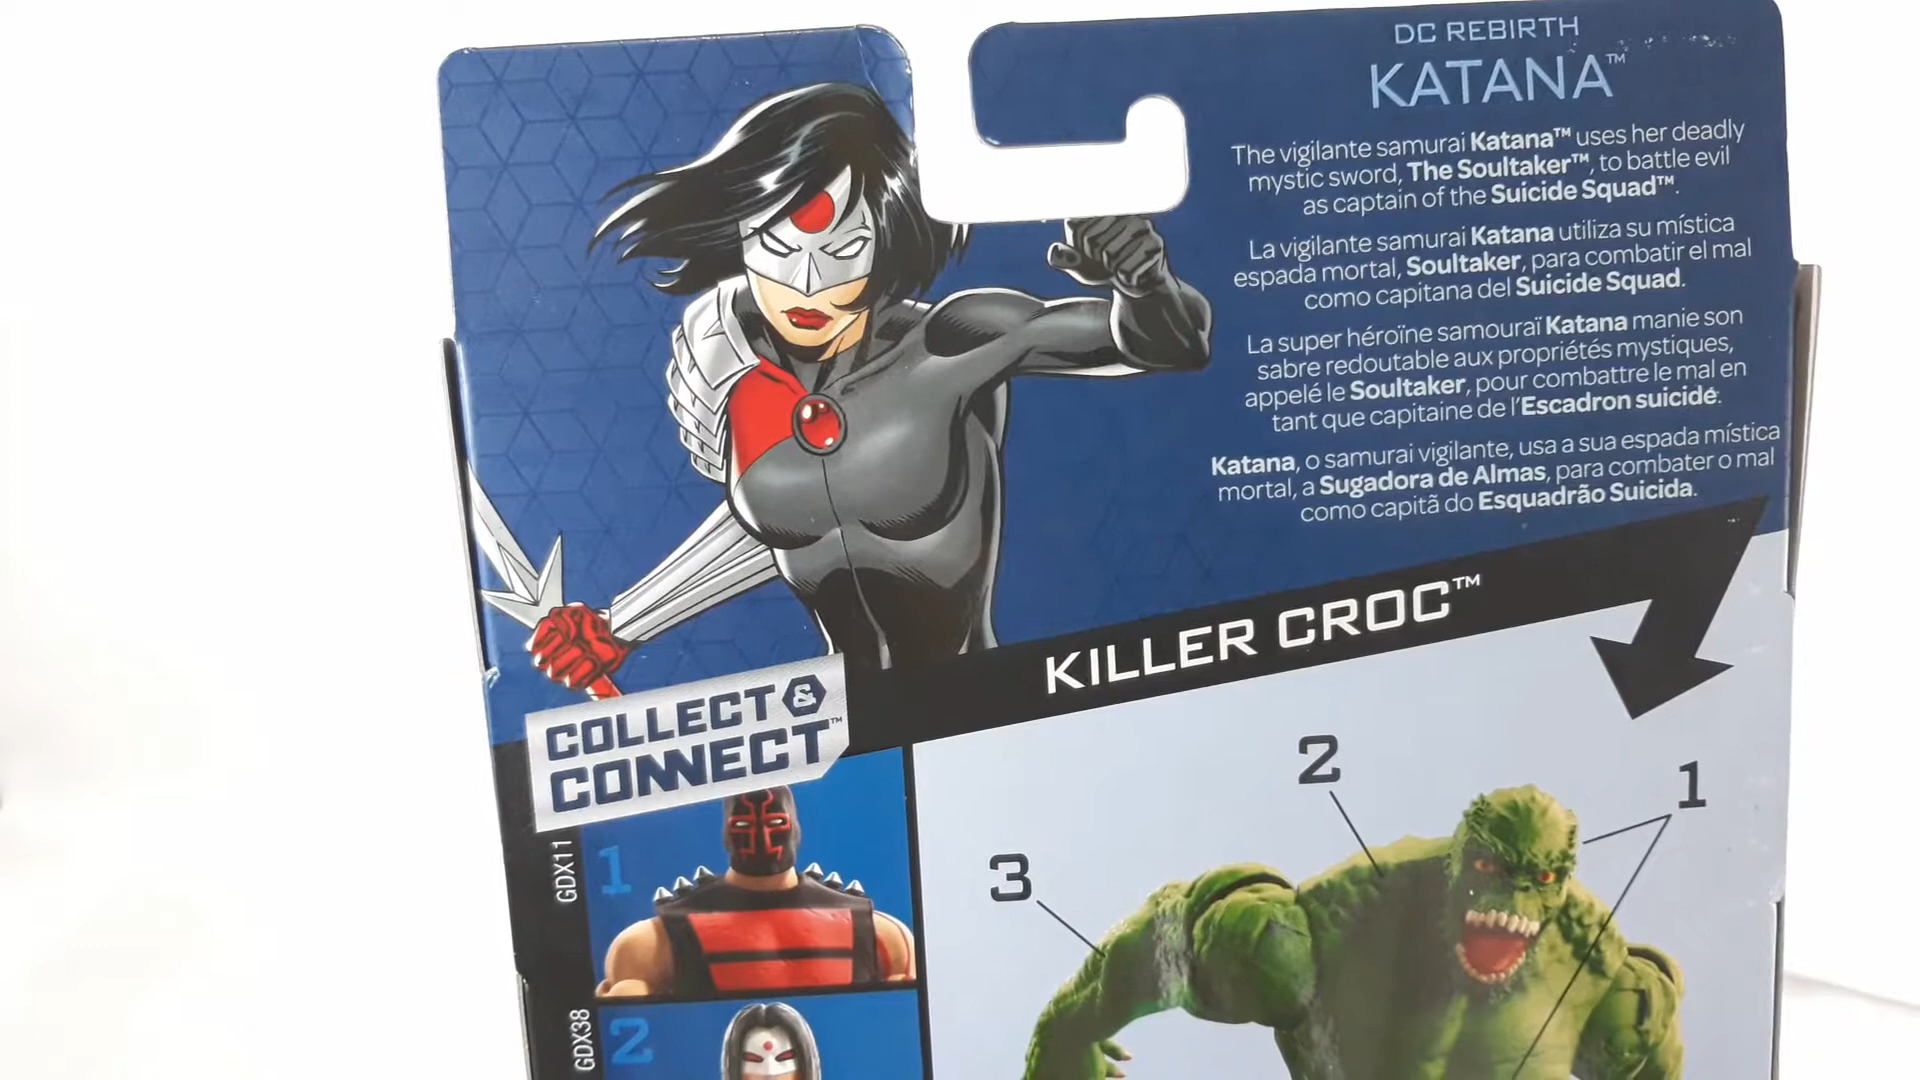 DC REBIRTH
KATANA™
The vigilante samurai Katana™ uses her deadly
mystic sword, The Soultaker™, to battle evil
as captain of the Suicide Squad™.
La vigilante samurai Katana utiliza su mística
espada mortal, Soultaker, para combatir el mal
como capitana del Suicide Squad.
La super héroïne samouraï Katana manie son
sabre redoutable aux propriétés mystiques,
appelé le Soultaker, pour combattre le mal en
tant que capitaine de l'Escadron suicide.
Katana, o samurai vigilante, usa a sua espada mística
mortal, a Sugadora de Almas, para combater o mal
como capitã do Esquadrão Suicida.
KILLER CROC™
COLLECT &
CONNECT™
GDX11
1
GDX38
2
2
1
3